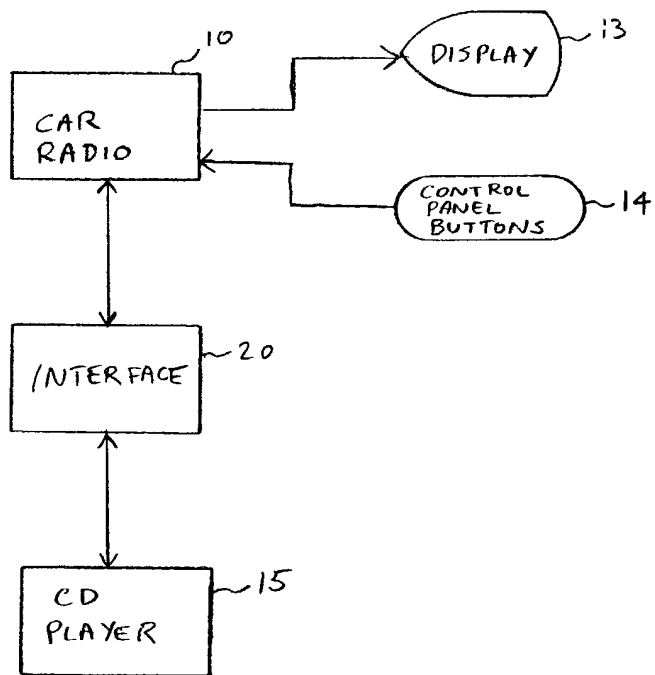 10
CAR
RADIO
DISPLAY
13
CONTROL
PANEL
BUTTONS
14
INTERFACE
20
CD
PLAYER
15